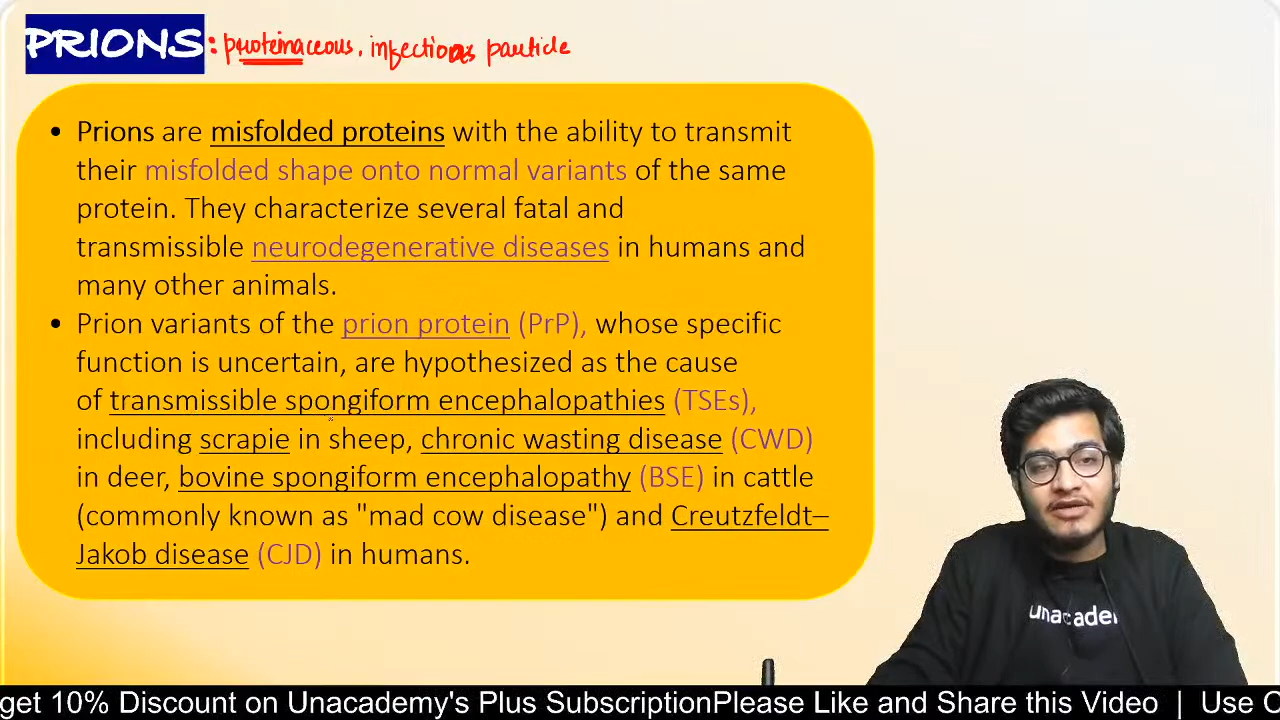 PRIONS : proteinaceous, infectious particle
• Prions are misfolded proteins with the ability to transmit
their misfolded shape onto normal variants of the same
protein. They characterize several fatal and
transmissible neurodegenerative diseases in humans and
many other animals.
• Prion variants of the prion protein (PrP), whose specific
function is uncertain, are hypothesized as the cause
of transmissible spongiform encephalopathies (TSEs),
including scrapie in sheep, chronic wasting disease (CWD)
in deer, bovine spongiform encephalopathy (BSE) in cattle
(commonly known as "mad cow disease") and Creutzfeldt–
Jakob disease (CJD) in humans.
unacadem
get 10% Discount on Unacademy's Plus SubscriptionPlease Like and Share this Video | Use C